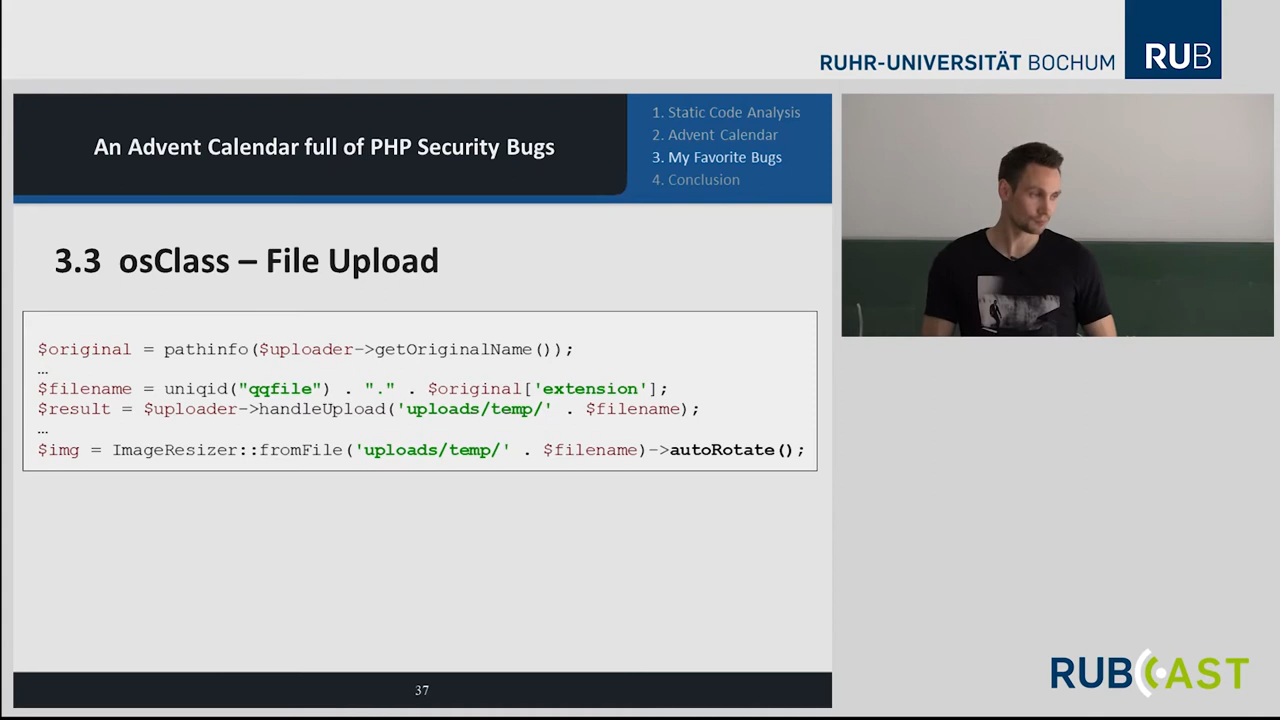 RUHR-UNIVERSITÄT BOCHUM
RUB
An Advent Calendar full of PHP Security Bugs
1. Static Code Analysis
2. Advent Calendar
3. My Favorite Bugs
4. Conclusion
3.3 osClass – File Upload
$original = pathinfo($uploader->getOriginalName());
…
$filename = uniqid("qqfile") . "." . $original['extension'];
$result = $uploader->handleUpload('uploads/temp/' . $filename);
…
$img = ImageResizer::fromFile('uploads/temp/' . $filename)->autoRotate();
37
RUBCAST